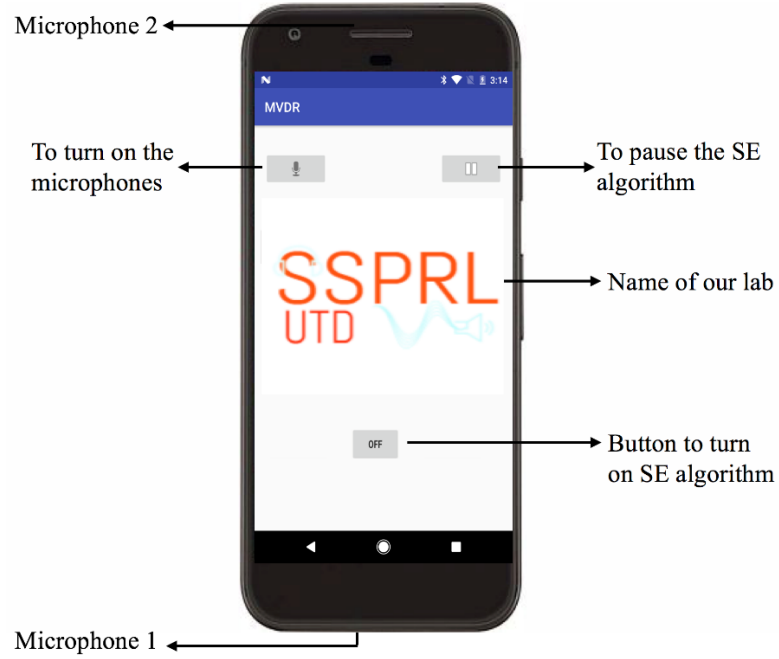 Microphone 2
3:14
MVDR
To turn on the
microphones
To pause the SE
algorithm
SSPRL
UTD
Name of our lab
OFF
Button to turn
on SE algorithm
Microphone 1